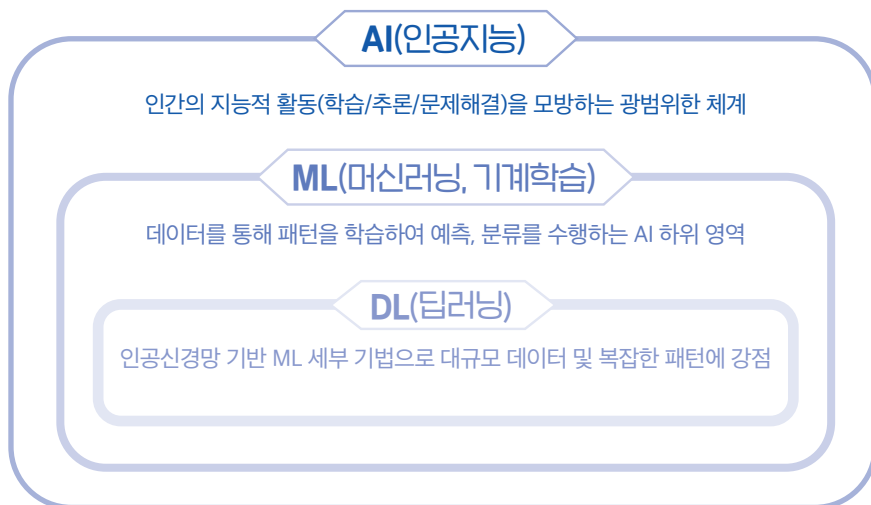 AI(인공지능)
인간의 지능적 활동(학습/추론/문제해결)을 모방하는 광범위한 체계
ML(머신러닝, 기계학습)
데이터를 통해 패턴을 학습하여 예측, 분류를 수행하는 AI 하위 영역
DL(딥러닝)
인공신경망 기반 ML 세부 기법으로 대규모 데이터 및 복잡한 패턴에 강점